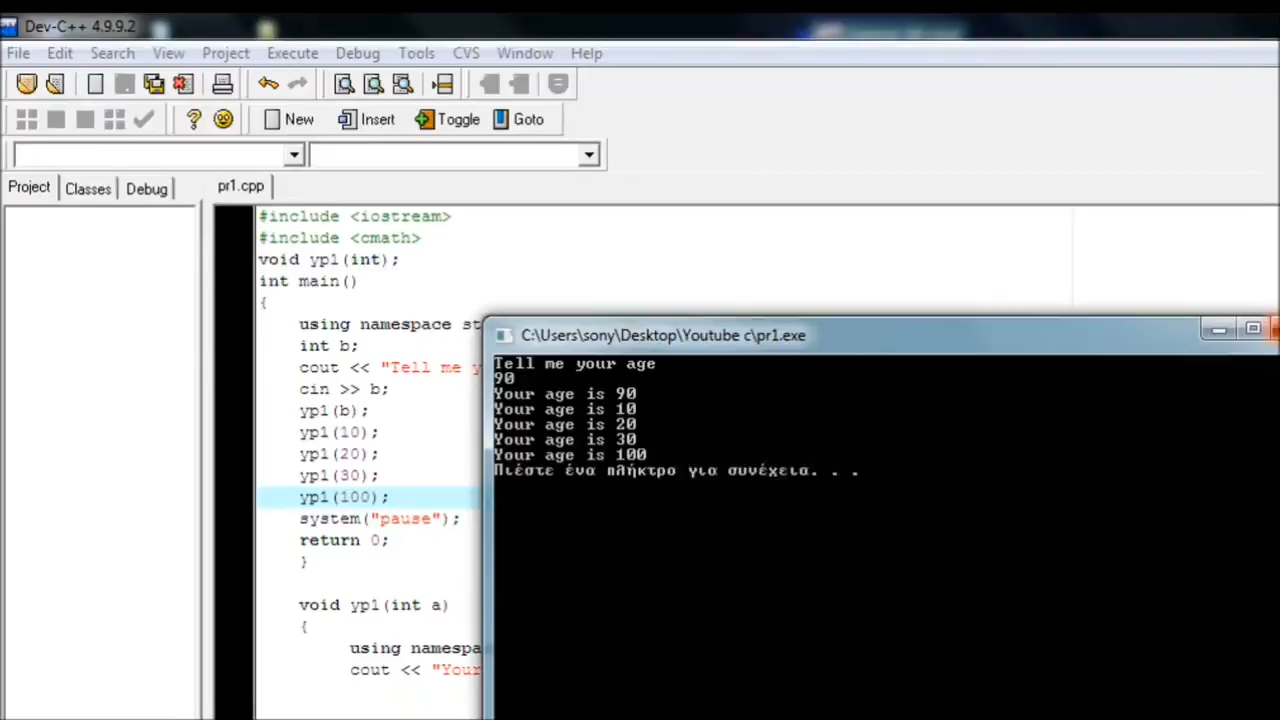 Dev-C++ 4.9.9.2
File Edit Search View Project Execute Debug Tools CVS Window Help
New Insert Toggle Goto
Project Classes Debug pr1.cpp
#include <iostream>
#include <cmath>
void yp1(int);
int main()
{
using namespace st
int b;
cout << "Tell me y
cin >> b;
yp1(b);
yp1(10);
yp1(20);
yp1(30);
yp1(100);
system("pause");
return 0;
}
void yp1(int a)
{
using namespa
cout << "Your
C:\Users\sony\Desktop\Youtube c\pr1.exe
Tell me your age
90
Your age is 90
Your age is 10
Your age is 20
Your age is 30
Your age is 100
Πιέστε ένα πλήκτρο για συνέχεια. . .